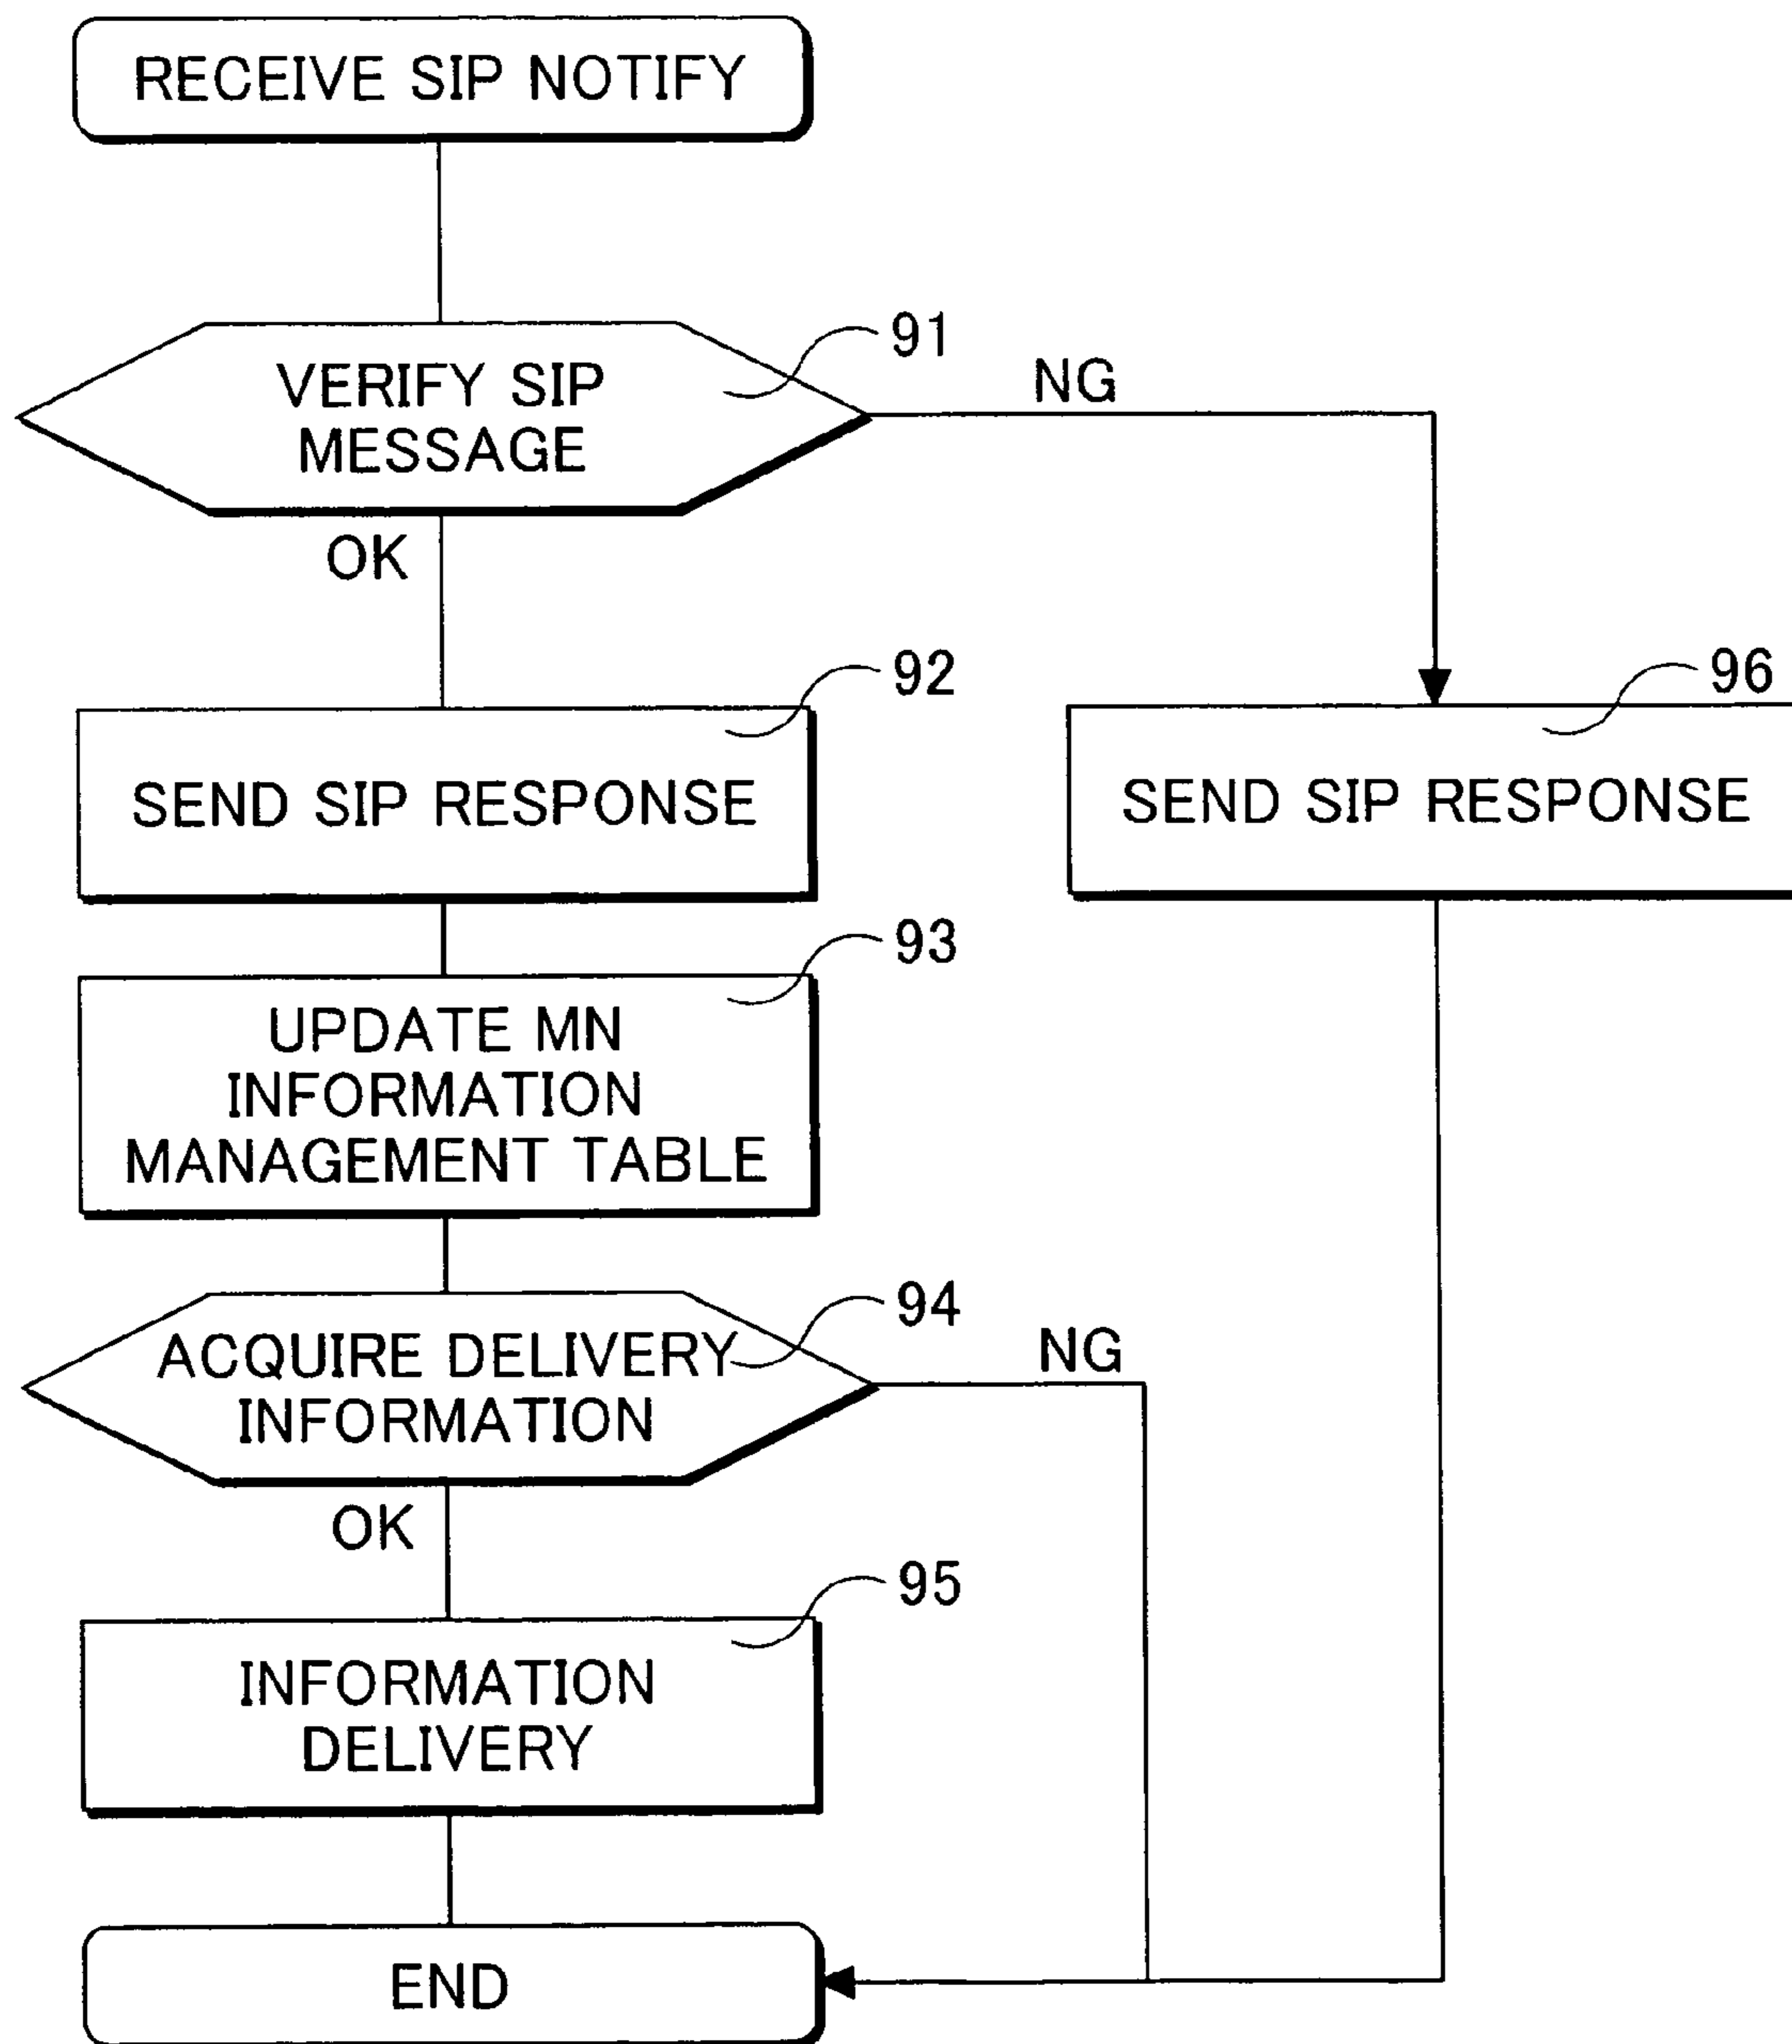 RECEIVE SIP NOTIFY
91
VERIFY SIP
MESSAGE
NG
OK
92
SEND SIP RESPONSE
96
SEND SIP RESPONSE
93
UPDATE MN
INFORMATION
MANAGEMENT TABLE
94
ACQUIRE DELIVERY
INFORMATION
NG
OK
95
INFORMATION
DELIVERY
END